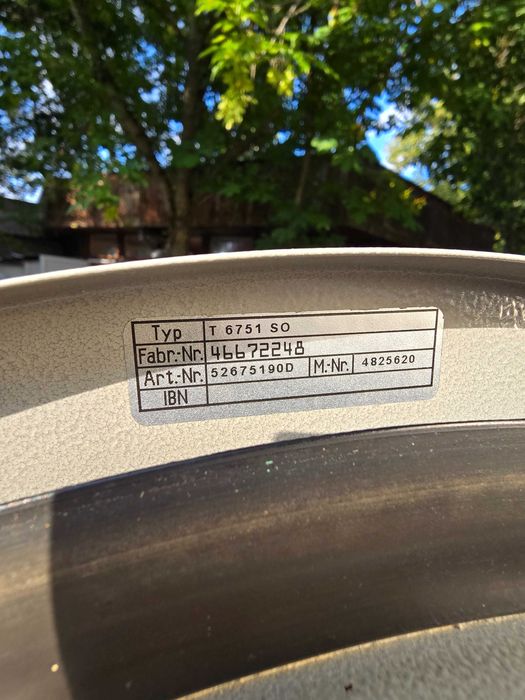 Typ T 6751 SO
Fabr.-Nr. 46672248
Art.-Nr. 52675190D M.-Nr. 4825620
IBN